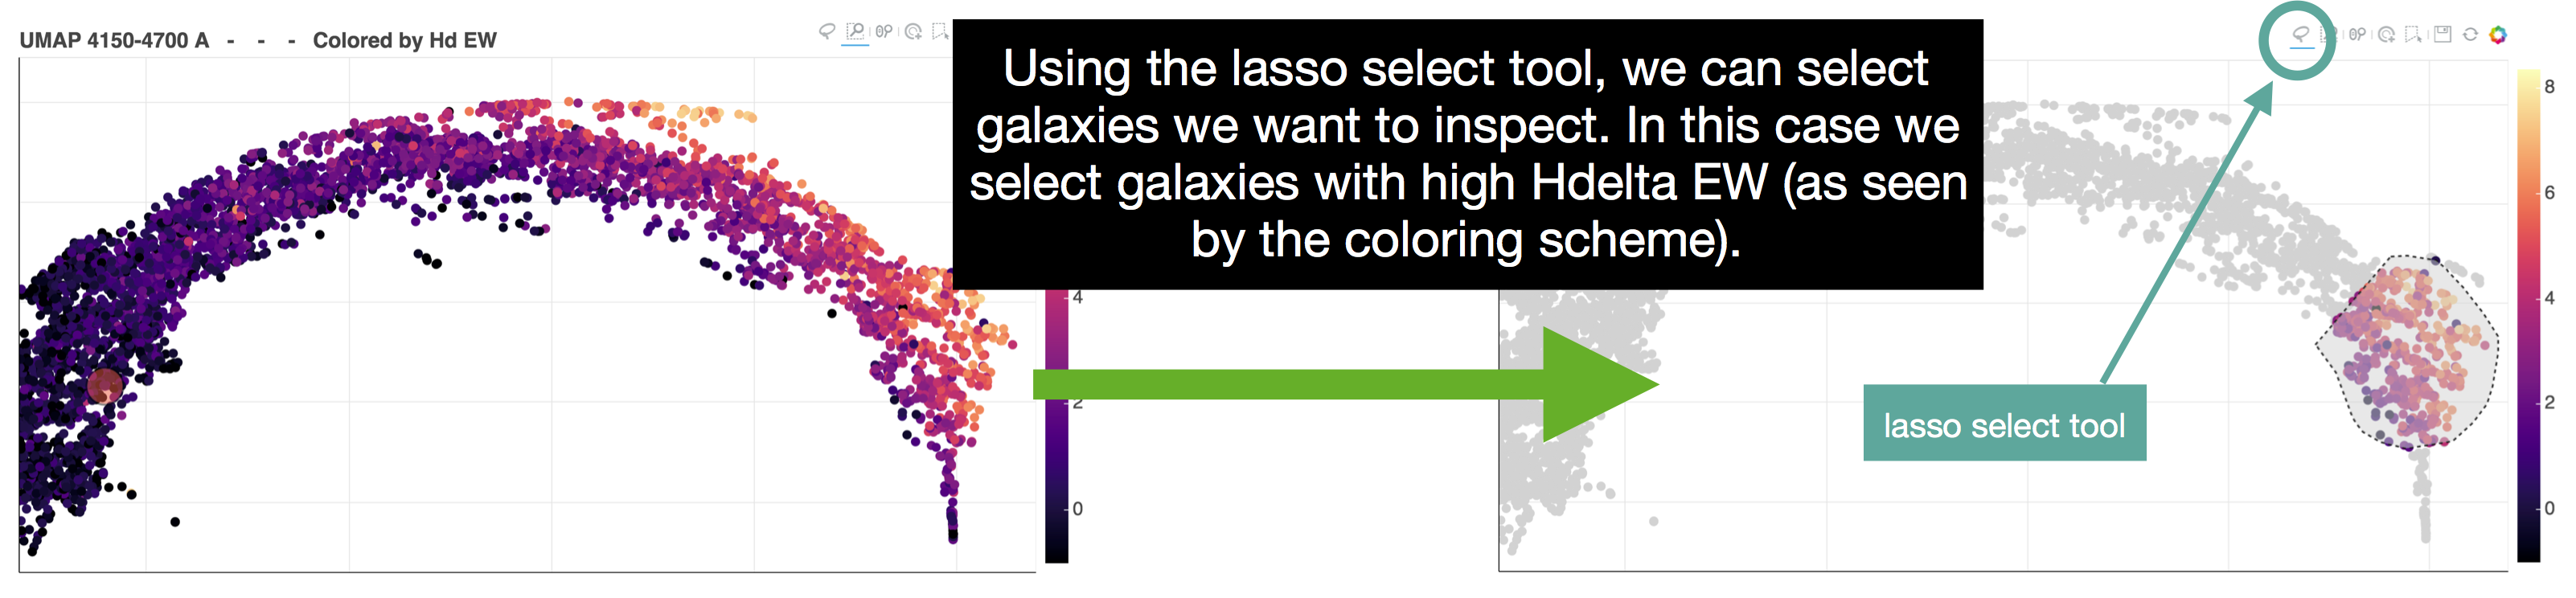 UMAP 4150-4700 A - - - Colored by Hd EW
Using the lasso select tool, we can select
galaxies we want to inspect. In this case we
select galaxies with high Hdelta EW (as seen
by the coloring scheme).
4
2
0
lasso select tool
8
6
4
2
0